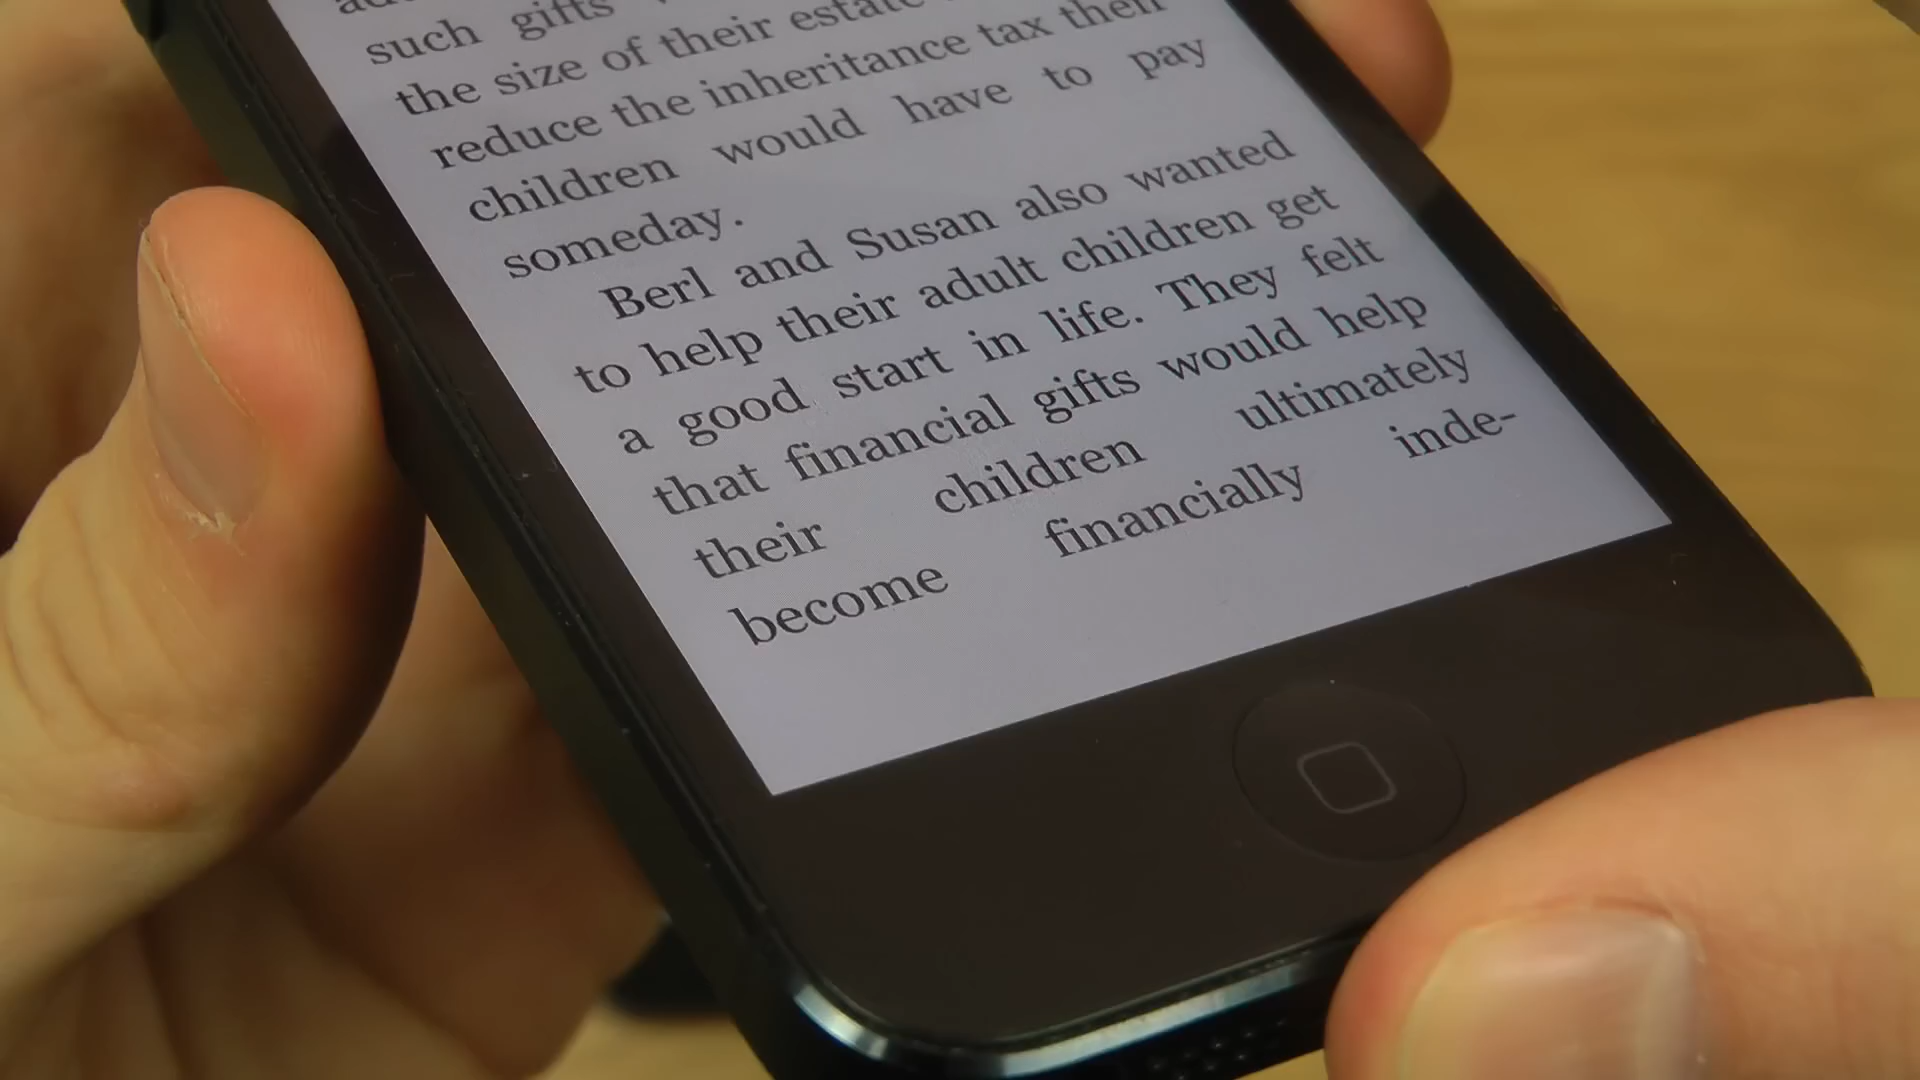 such gifts
the size of their estate
reduce the inheritance tax their
children would have to pay
someday.
Berl and Susan also wanted
to help their adult children get
a good start in life. They felt
that financial gifts would help
their children ultimately
become financially inde-